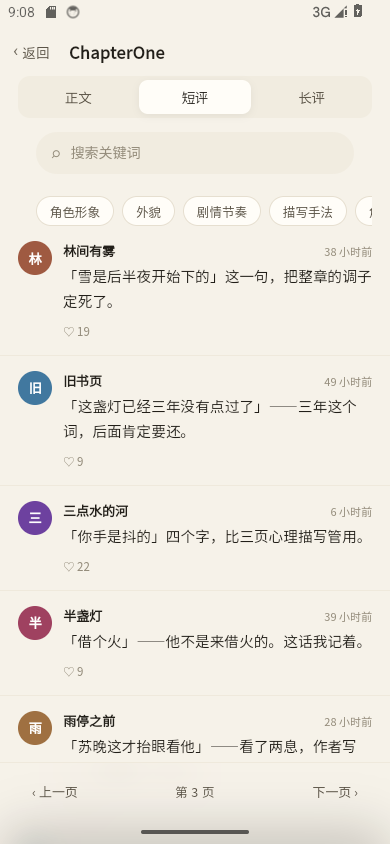 9:08
3G
‹ 返回
ChapterOne
正文
短评
长评
搜索关键词
角色形象
外貌
剧情节奏
描写手法
林
林间有雾
38 小时前
「雪是后半夜开始下的」这一句，把整章的调子
定死了。
♡ 19
旧
旧书页
49 小时前
「这盏灯已经三年没有点过了」——三年这个
词，后面肯定要还。
♡ 9
三
三点水的河
6 小时前
「你手是抖的」四个字，比三页心理描写管用。
♡ 22
半
半盏灯
39 小时前
「借个火」——他不是来借火的。这话我记着。
♡ 9
雨
雨停之前
28 小时前
「苏晚这才抬眼看他」——看了两息，作者写
‹ 上一页
第 3 页
下一页 ›